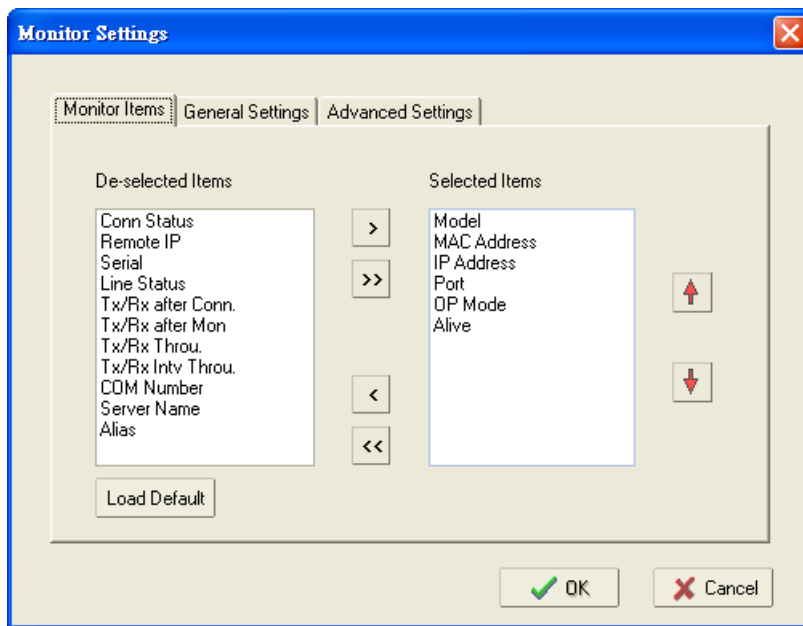 Monitor Settings
Monitor Items
General Settings
Advanced Settings
De-selected Items
Conn Status
Remote IP
Serial
Line Status
Tx/Rx after Conn.
Tx/Rx after Mon
Tx/Rx Throu.
Tx/Rx Intv Throu.
COM Number
Server Name
Alias
>
>>
<
<<
Selected Items
Model
MAC Address
IP Address
Port
OP Mode
Alive
Load Default
OK
Cancel